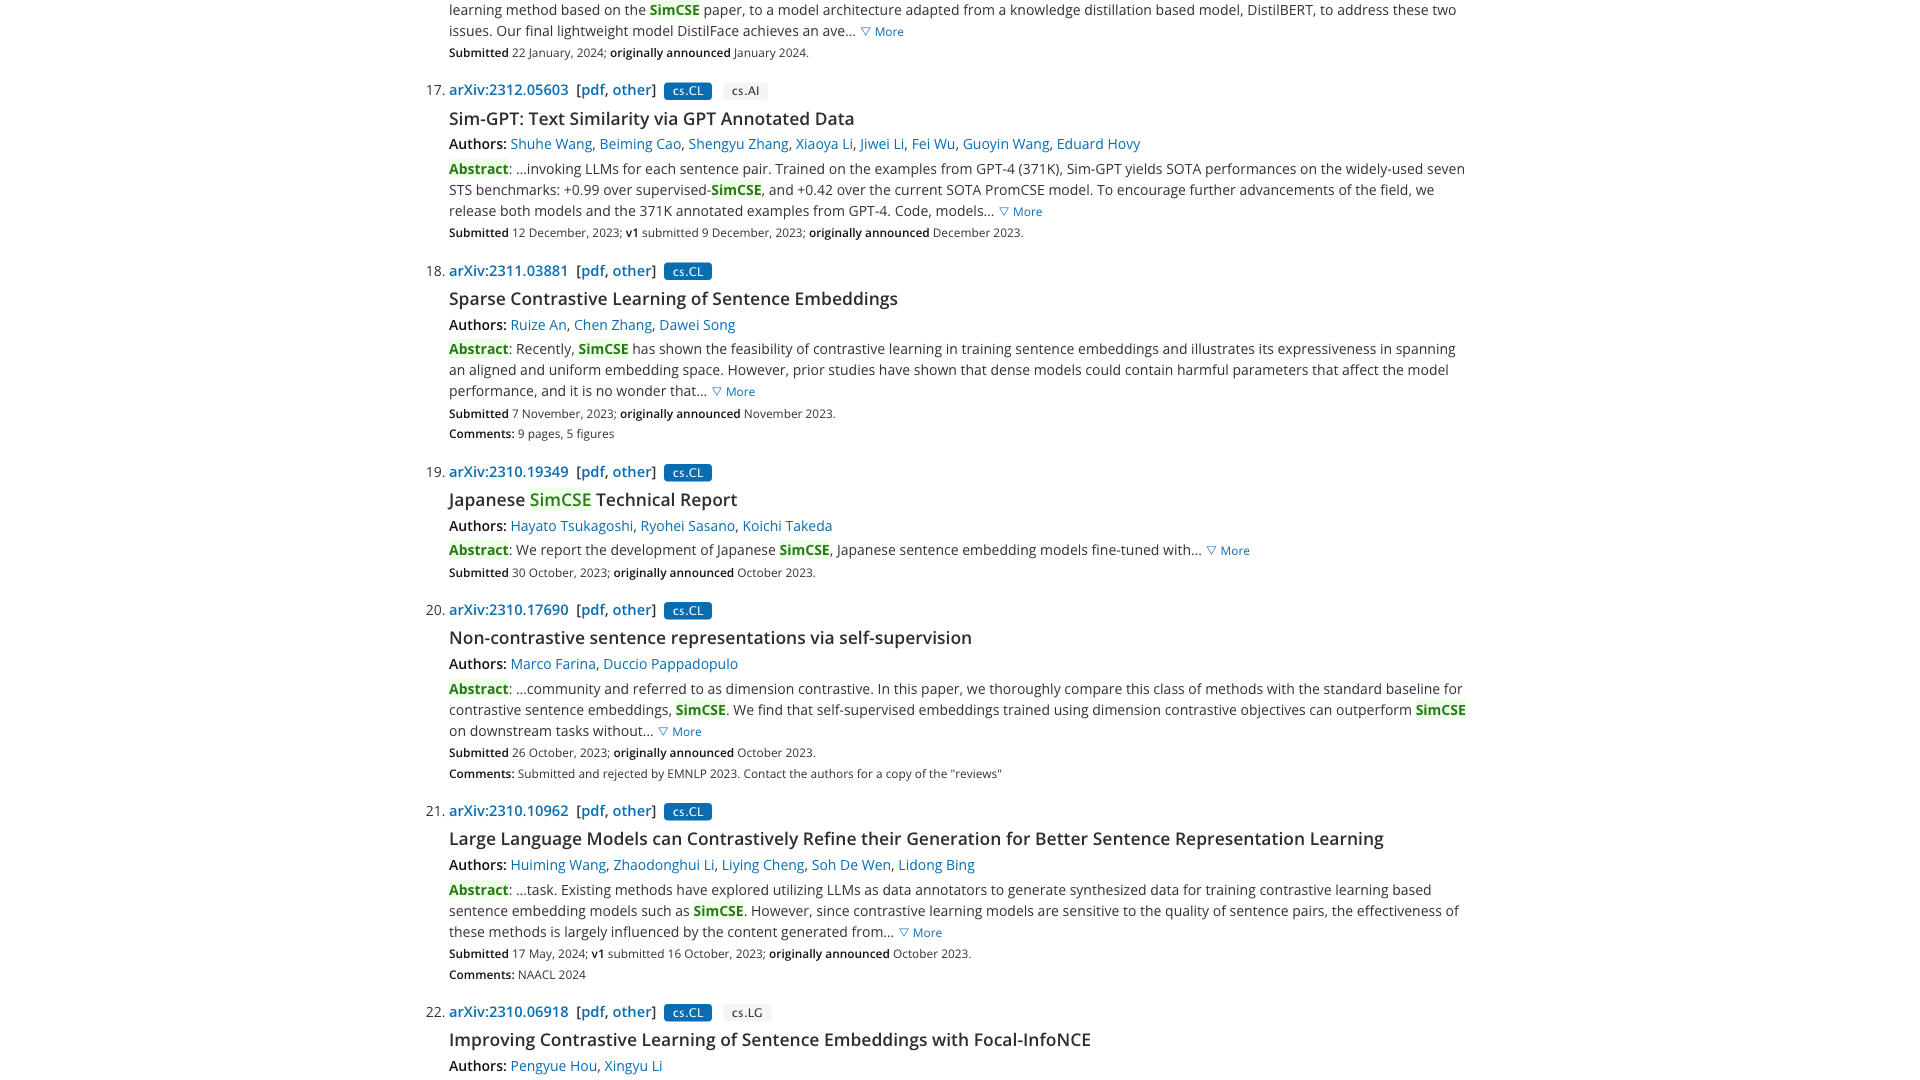 learning method based on the SimCSE paper, to a model architecture adapted from a knowledge distillation based model, DistilBERT, to address these two
issues. Our final lightweight model DistilFace achieves an ave… ▽ More
Submitted 22 January, 2024; originally announced January 2024.
17. arXiv:2312.05603 [pdf, other] cs.CL cs.AI
Sim-GPT: Text Similarity via GPT Annotated Data
Authors: Shuhe Wang, Beiming Cao, Shengyu Zhang, Xiaoya Li, Jiwei Li, Fei Wu, Guoyin Wang, Eduard Hovy
Abstract: …invoking LLMs for each sentence pair. Trained on the examples from GPT-4 (371K), Sim-GPT yields SOTA performances on the widely-used seven
STS benchmarks: +0.99 over supervised-SimCSE, and +0.42 over the current SOTA PromCSE model. To encourage further advancements of the field, we
release both models and the 371K annotated examples from GPT-4. Code, models… ▽ More
Submitted 12 December, 2023; v1 submitted 9 December, 2023; originally announced December 2023.
18. arXiv:2311.03881 [pdf, other] cs.CL
Sparse Contrastive Learning of Sentence Embeddings
Authors: Ruize An, Chen Zhang, Dawei Song
Abstract: Recently, SimCSE has shown the feasibility of contrastive learning in training sentence embeddings and illustrates its expressiveness in spanning
an aligned and uniform embedding space. However, prior studies have shown that dense models could contain harmful parameters that affect the model
performance, and it is no wonder that… ▽ More
Submitted 7 November, 2023; originally announced November 2023.
Comments: 9 pages, 5 figures
19. arXiv:2310.19349 [pdf, other] cs.CL
Japanese SimCSE Technical Report
Authors: Hayato Tsukagoshi, Ryohei Sasano, Koichi Takeda
Abstract: We report the development of Japanese SimCSE, Japanese sentence embedding models fine-tuned with… ▽ More
Submitted 30 October, 2023; originally announced October 2023.
20. arXiv:2310.17690 [pdf, other] cs.CL
Non-contrastive sentence representations via self-supervision
Authors: Marco Farina, Duccio Pappadopulo
Abstract: …community and referred to as dimension contrastive. In this paper, we thoroughly compare this class of methods with the standard baseline for
contrastive sentence embeddings, SimCSE. We find that self-supervised embeddings trained using dimension contrastive objectives can outperform SimCSE
on downstream tasks without… ▽ More
Submitted 26 October, 2023; originally announced October 2023.
Comments: Submitted and rejected by EMNLP 2023. Contact the authors for a copy of the "reviews"
21. arXiv:2310.10962 [pdf, other] cs.CL
Large Language Models can Contrastively Refine their Generation for Better Sentence Representation Learning
Authors: Huiming Wang, Zhaodonghui Li, Liying Cheng, Soh De Wen, Lidong Bing
Abstract: …task. Existing methods have explored utilizing LLMs as data annotators to generate synthesized data for training contrastive learning based
sentence embedding models such as SimCSE. However, since contrastive learning models are sensitive to the quality of sentence pairs, the effectiveness of
these methods is largely influenced by the content generated from… ▽ More
Submitted 17 May, 2024; v1 submitted 16 October, 2023; originally announced October 2023.
Comments: NAACL 2024
22. arXiv:2310.06918 [pdf, other] cs.CL cs.LG
Improving Contrastive Learning of Sentence Embeddings with Focal-InfoNCE
Authors: Pengyue Hou, Xingyu Li